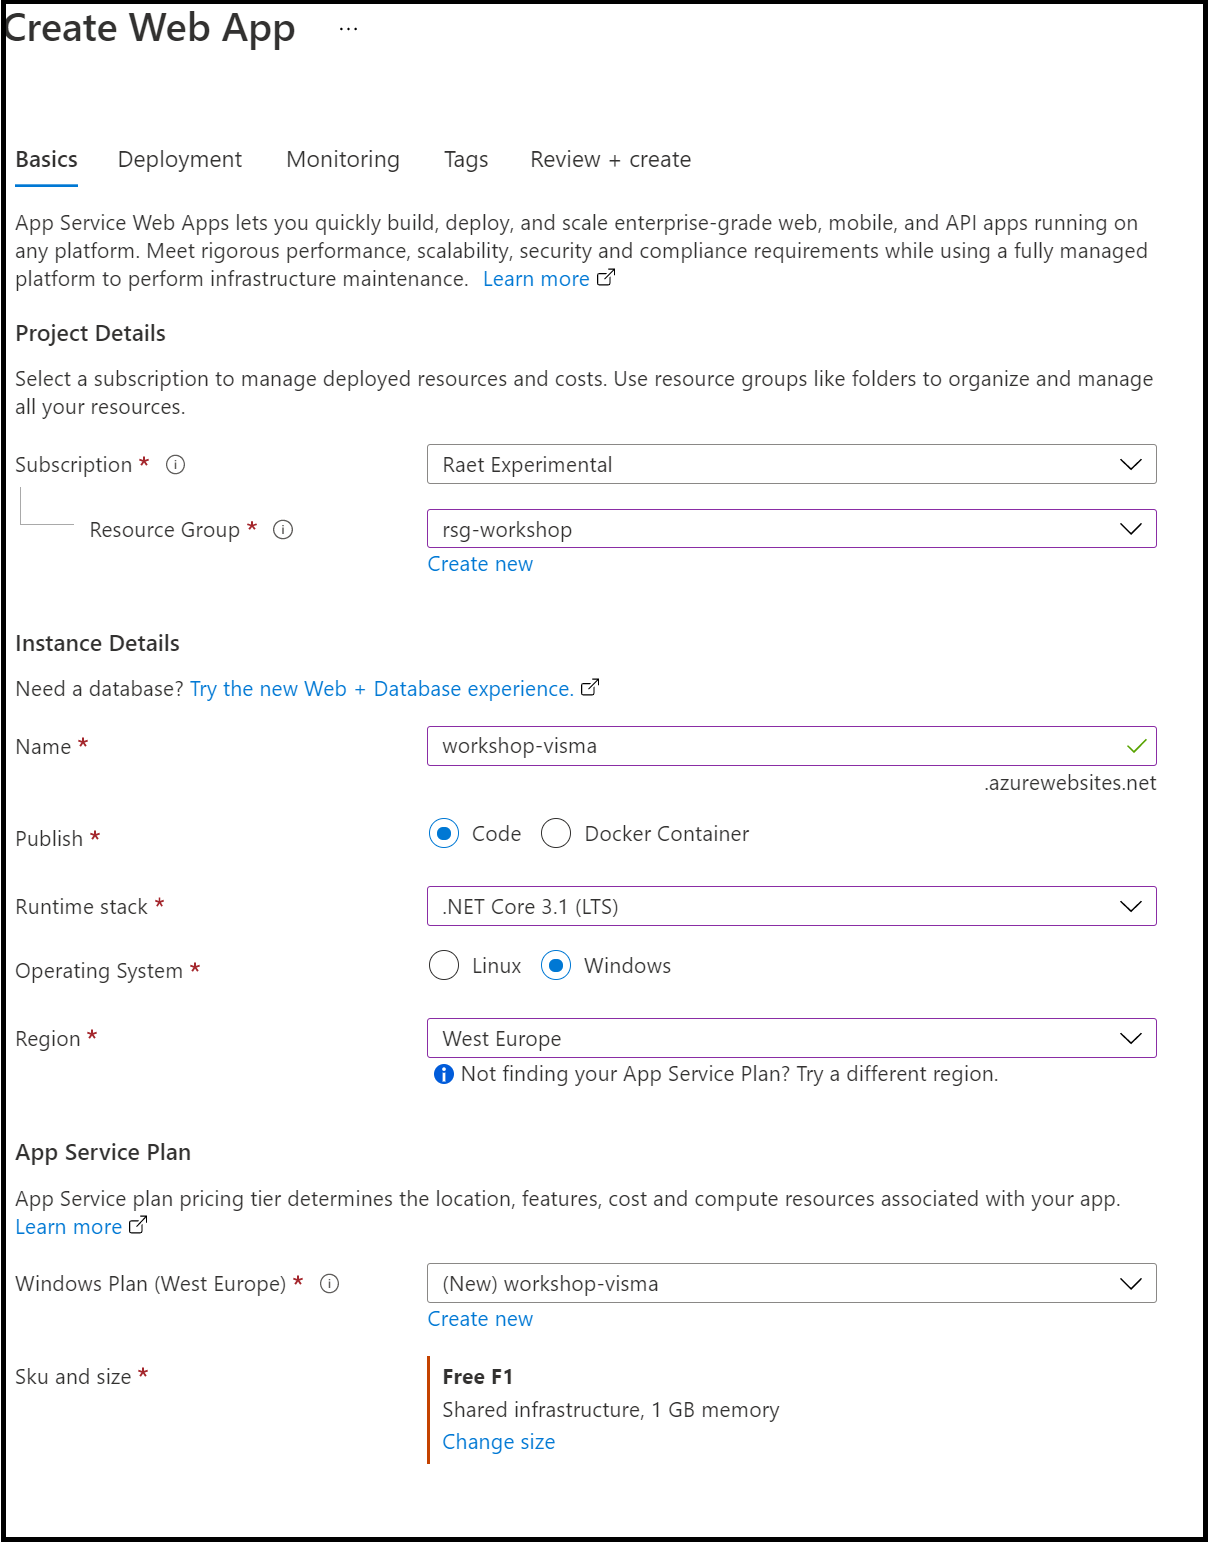 Create Web App ...
Basics Deployment Monitoring Tags Review + create
App Service Web Apps lets you quickly build, deploy, and scale enterprise-grade web, mobile, and API apps running on
any platform. Meet rigorous performance, scalability, security and compliance requirements while using a fully managed
platform to perform infrastructure maintenance. Learn more
Project Details
Select a subscription to manage deployed resources and costs. Use resource groups like folders to organize and manage
all your resources.
Subscription * Raet Experimental
Resource Group * rsg-workshop
Create new
Instance Details
Need a database? Try the new Web + Database experience.
Name * workshop-visma
.azurewebsites.net
Publish * Code Docker Container
Runtime stack * .NET Core 3.1 (LTS)
Operating System * Linux Windows
Region * West Europe
Not finding your App Service Plan? Try a different region.
App Service Plan
App Service plan pricing tier determines the location, features, cost and compute resources associated with your app.
Learn more
Windows Plan (West Europe) * (New) workshop-visma
Create new
Sku and size * Free F1
Shared infrastructure, 1 GB memory
Change size